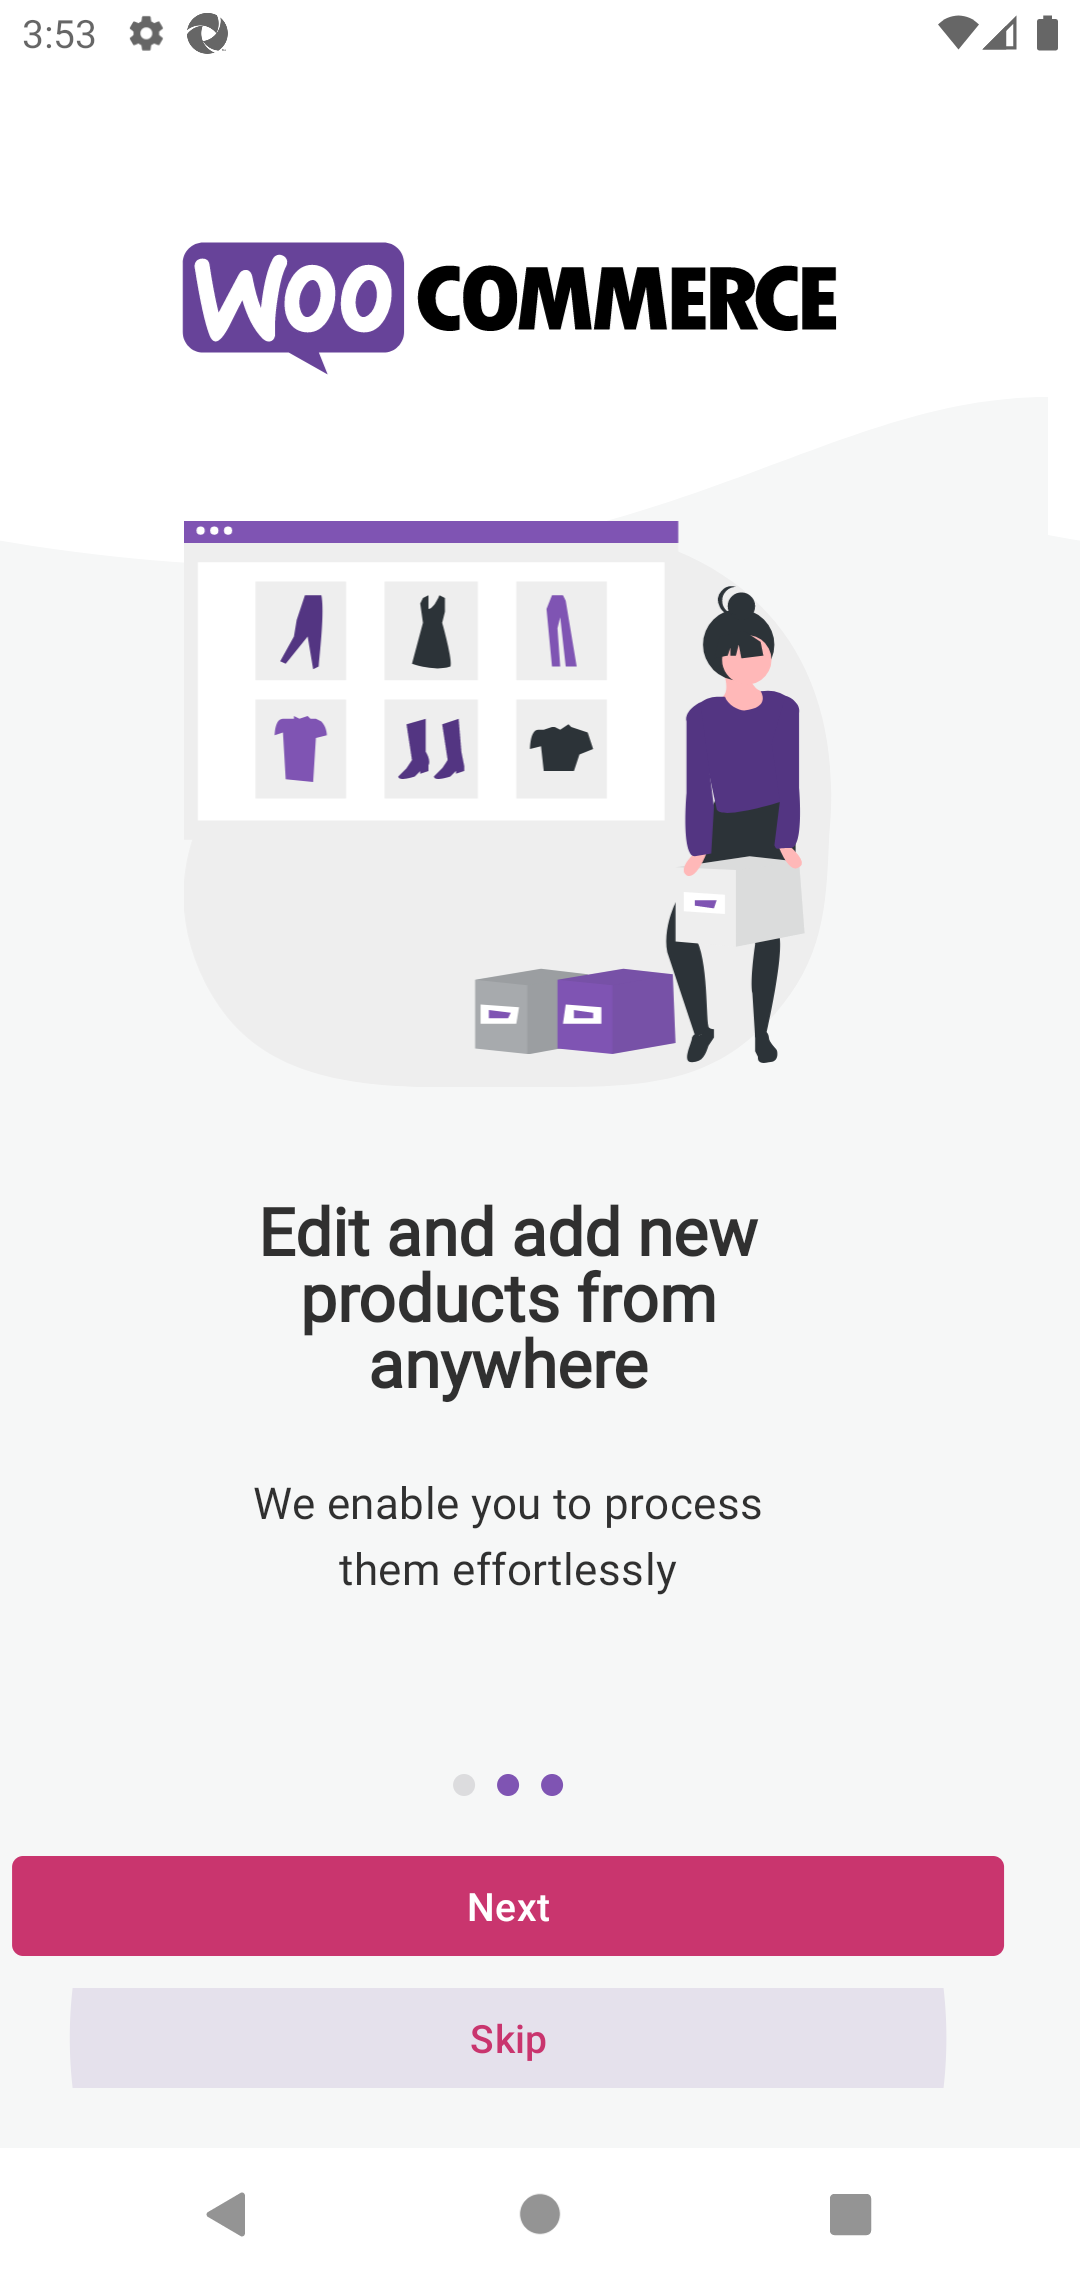 3:53
WOO COMMERCE
Edit and add new
products from
anywhere
We enable you to process
them effortlessly
Next
Skip